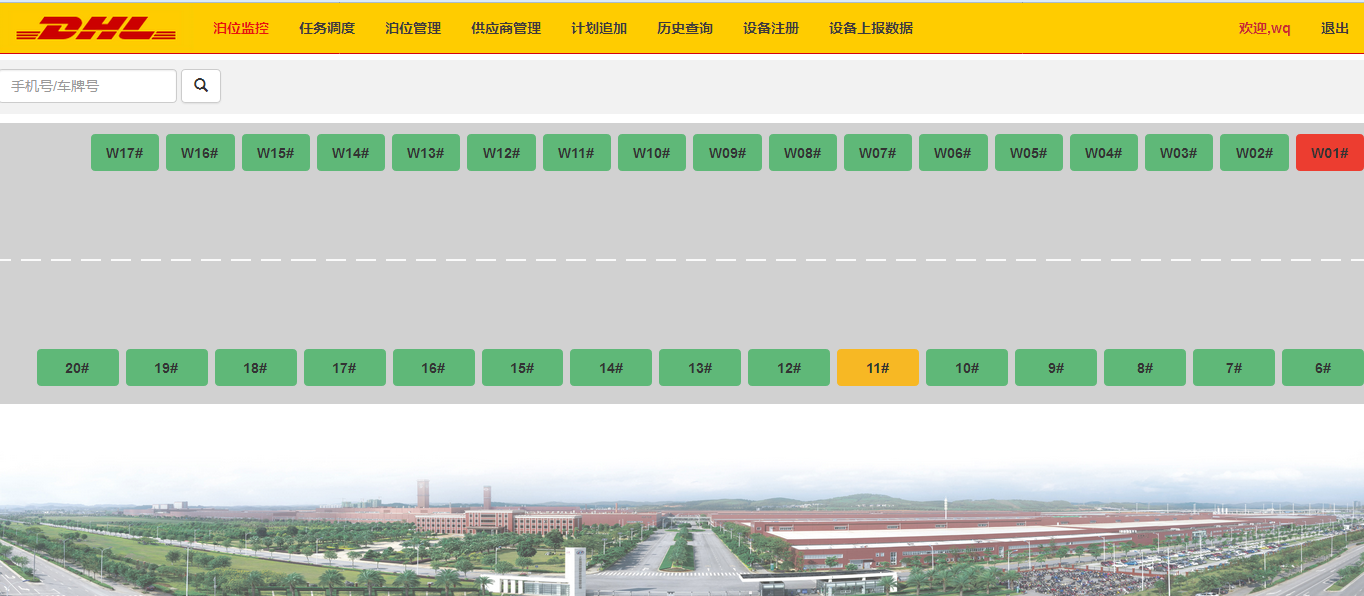 DHL 泊位监控 任务调度 泊位管理 供应商管理 计划追加 历史查询 设备注册 设备上报数据 欢迎,wq 退出
手机号/车牌号
W17# W16# W15# W14# W13# W12# W11# W10# W09# W08# W07# W06# W05# W04# W03# W02# W01#
20# 19# 18# 17# 16# 15# 14# 13# 12# 11# 10# 9# 8# 7# 6#